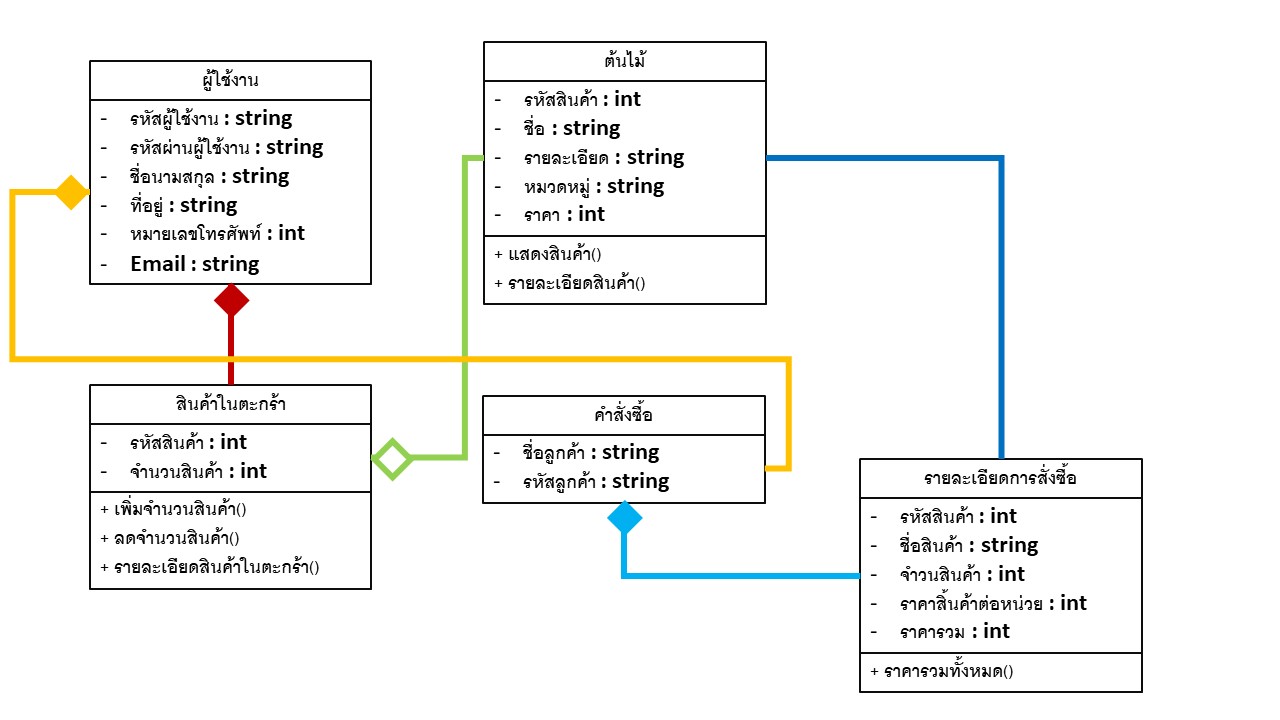 ผู้ใช้งาน
- รหัสผู้ใช้งาน : string
- รหัสผ่านผู้ใช้งาน : string
- ชื่อนามสกุล : string
- ที่อยู่ : string
- หมายเลขโทรศัพท์ : int
- Email : string
ต้นไม้
- รหัสสินค้า : int
- ชื่อ : string
- รายละเอียด : string
- หมวดหมู่ : string
- ราคา : int
+ แสดงสินค้า()
+ รายละเอียดสินค้า()
สินค้าในตะกร้า
- รหัสสินค้า : int
- จำนวนสินค้า : int
+ เพิ่มจำนวนสินค้า()
+ ลดจำนวนสินค้า()
+ รายละเอียดสินค้าในตะกร้า()
คำสั่งซื้อ
- ชื่อลูกค้า : string
- รหัสลูกค้า : string
รายละเอียดการสั่งซื้อ
- รหัสสินค้า : int
- ชื่อสินค้า : string
- จำวนสินค้า : int
- ราคาสิ้นค้าต่อหน่วย : int
- ราคารวม : int
+ ราคารวมทั้งหมด()